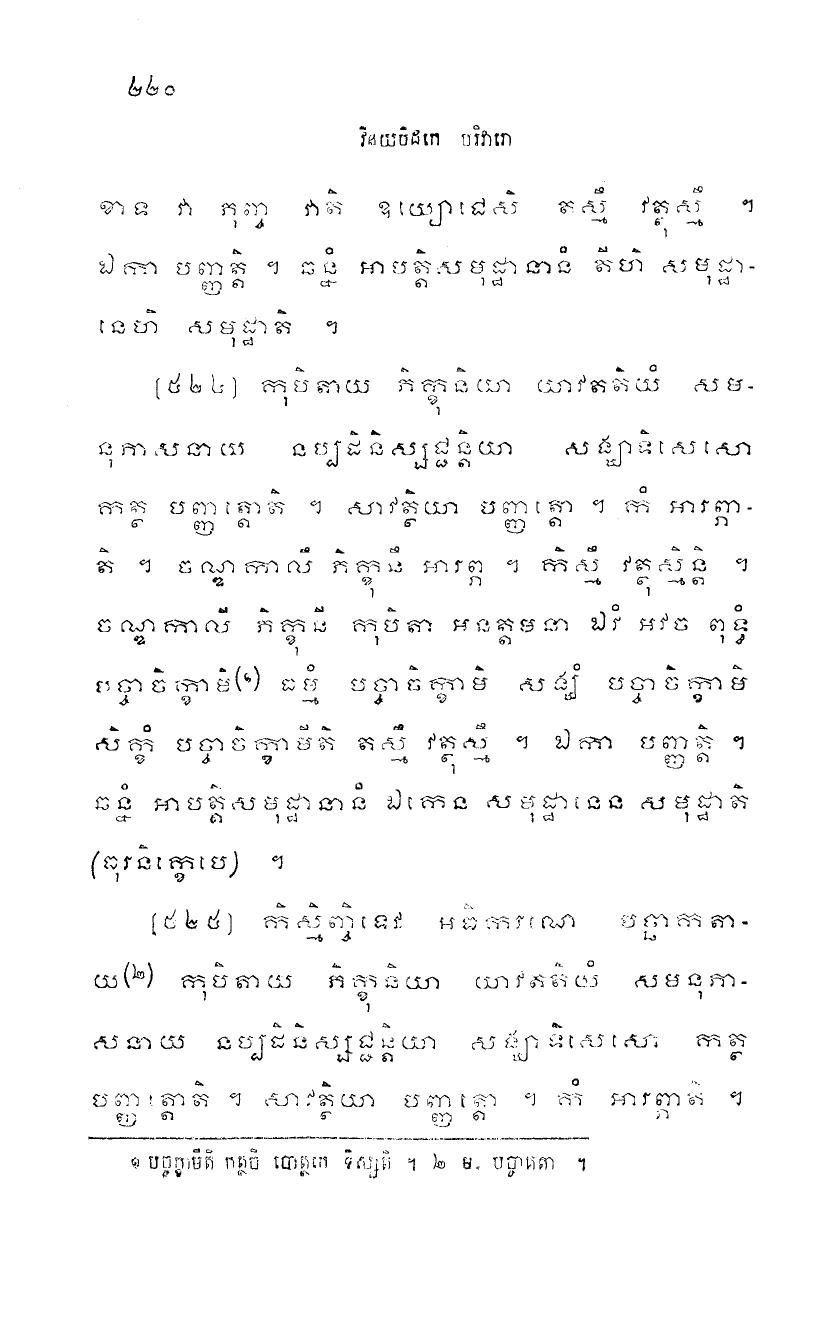 ២២០
វិនយបិដកេ បរិវារោ
ខាទ វា ភុញ្ជ វាតិ ឧយ្យោជេសិ តស្មឹ វត្ថុស្មឹ ។
ឯកា បញ្ញត្តិ ។ ឆន្នំ អាបត្តិសមុដ្ឋានានំ តីហិ សមុដ្ឋា-
នេហិ សមុដ្ឋាតិ ។
[៥២៤] កុបិតាយ ភិក្ខុនិយា យាវតតិយំ សម-
នុភាសនាយ នប្បដិនិស្សជ្ជន្តិយា សង្ឃាទិសេសោ
កត្ថ បញ្ញត្តោតិ ។ សាវត្ថិយា បញ្ញត្តោ ។ កំ អារព្ភា-
តិ ។ ចណ្ឌកាលឹ ភិក្ខុនឹ អារព្ភ ។ កិស្មឹ វត្ថុស្មិន្តិ ។
ចណ្ឌកាលី ភិក្ខុនី កុបិតា អនត្តមនា ឯវំ អវច ពុទ្ធំ
បច្ចាចិក្ខាមិ(១) ធម្មំ បច្ចាចិក្ខាមិ សង្ឃំ បច្ចាចិក្ខាមិ
សិក្ខំ បច្ចាចិក្ខាមីតិ តស្មឹ វត្ថុស្មឹ ។ ឯកា បញ្ញត្តិ ។
ឆន្នំ អាបត្តិសមុដ្ឋានានំ ឯកេន សមុដ្ឋានេន សមុដ្ឋាតិ
(ធុរនិក្ខេបេ) ។
[៥២៥] កិស្មិញ្ចិទេវ អធិករណេ បច្ចាកតា-
យ(២) កុបិតាយ ភិក្ខុនិយា យាវតតិយំ សមនុភា-
សនាយ នប្បដិនិស្សជ្ជន្តិយា សង្ឃាទិសេសោ កត្ថ
បញ្ញត្តោតិ ។ សាវត្ថិយា បញ្ញត្តោ ។ កំ អារព្ភាតិ ។
១ បច្ចក្ខាមីតិ កត្ថចិ បោត្ថកេ ទិស្សតិ ។ ២ ម. បច្ចាគតា ។